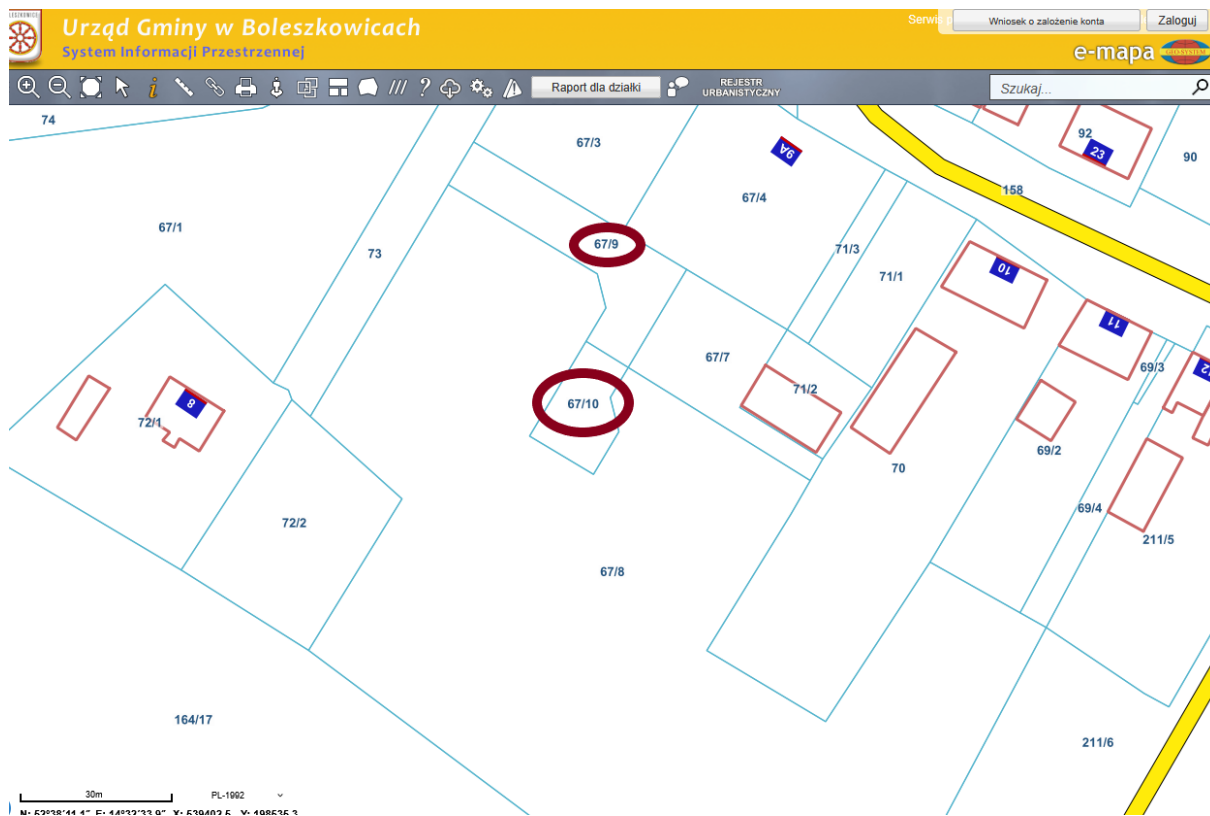 Urząd Gminy w Boleszkowicach
System Informacji Przestrzennej
Serwis
Wniosek o założenie konta
Zaloguj
e-mapa
GEO-SYSTEM
Raport dla działki
REJESTR
URBANISTYCZNY
Szukaj...
74
67/3
9A
92
23
90
67/4
158
67/1
73
67/9
71/3
71/1
10
11
67/7
69/3
8
72/1
67/10
71/2
69/2
70
72/2
69/4
211/5
67/8
164/17
211/6
30m
PL-1992